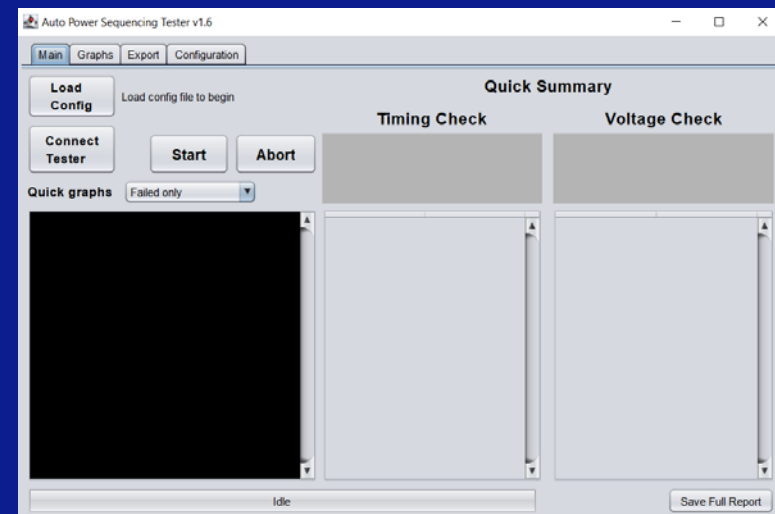 Auto Power Sequencing Tester v1.6
Main Graphs Export Configuration
Load
Config
Load config file to begin
Quick Summary
Timing Check
Voltage Check
Connect
Tester
Start
Abort
Quick graphs
Failed only
Idle
Save Full Report